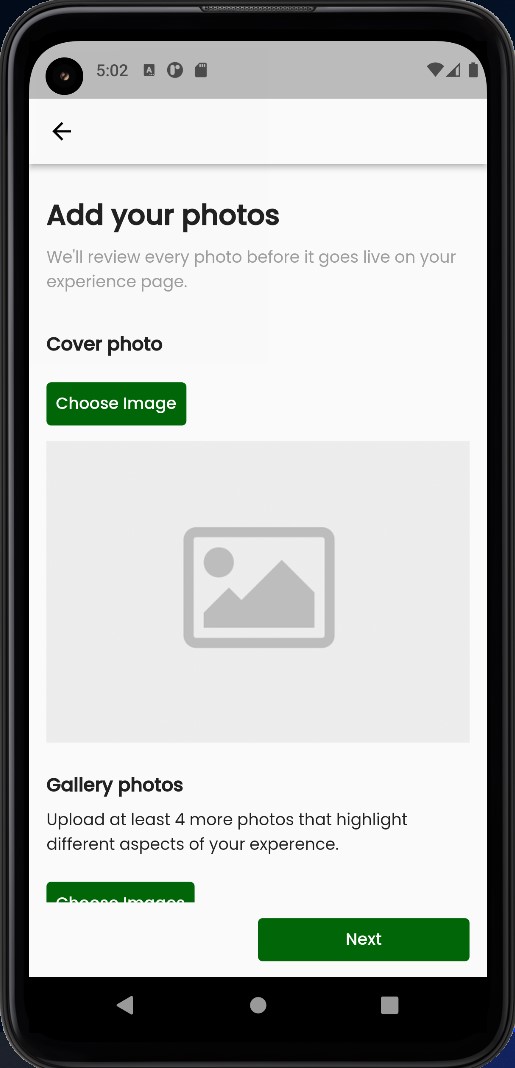 5:02
Add your photos
We'll review every photo before it goes live on your
experience page.
Cover photo
Choose Image
Gallery photos
Upload at least 4 more photos that highlight
different aspects of your experence.
Choose Images
Next